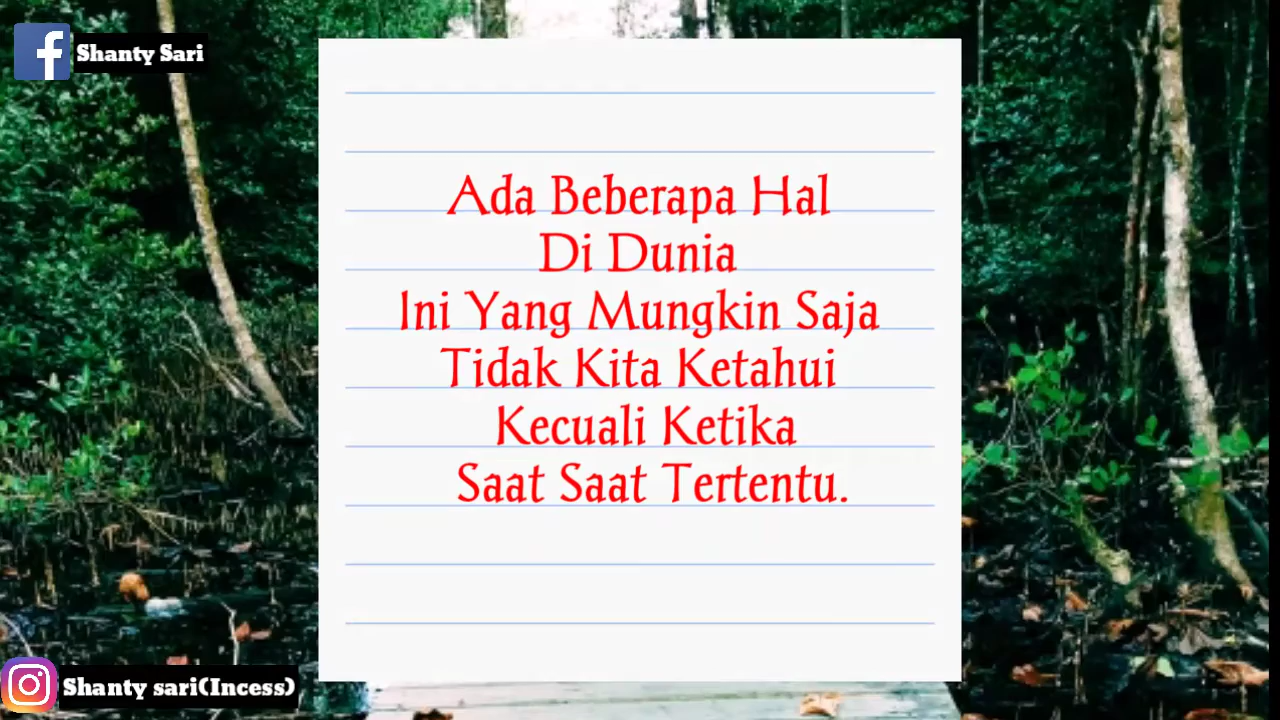 Shanty Sari
Ada Beberapa Hal
Di Dunia
Ini Yang Mungkin Saja
Tidak Kita Ketahui
Kecuali Ketika
Saat Saat Tertentu.
Shanty sari(Incess)